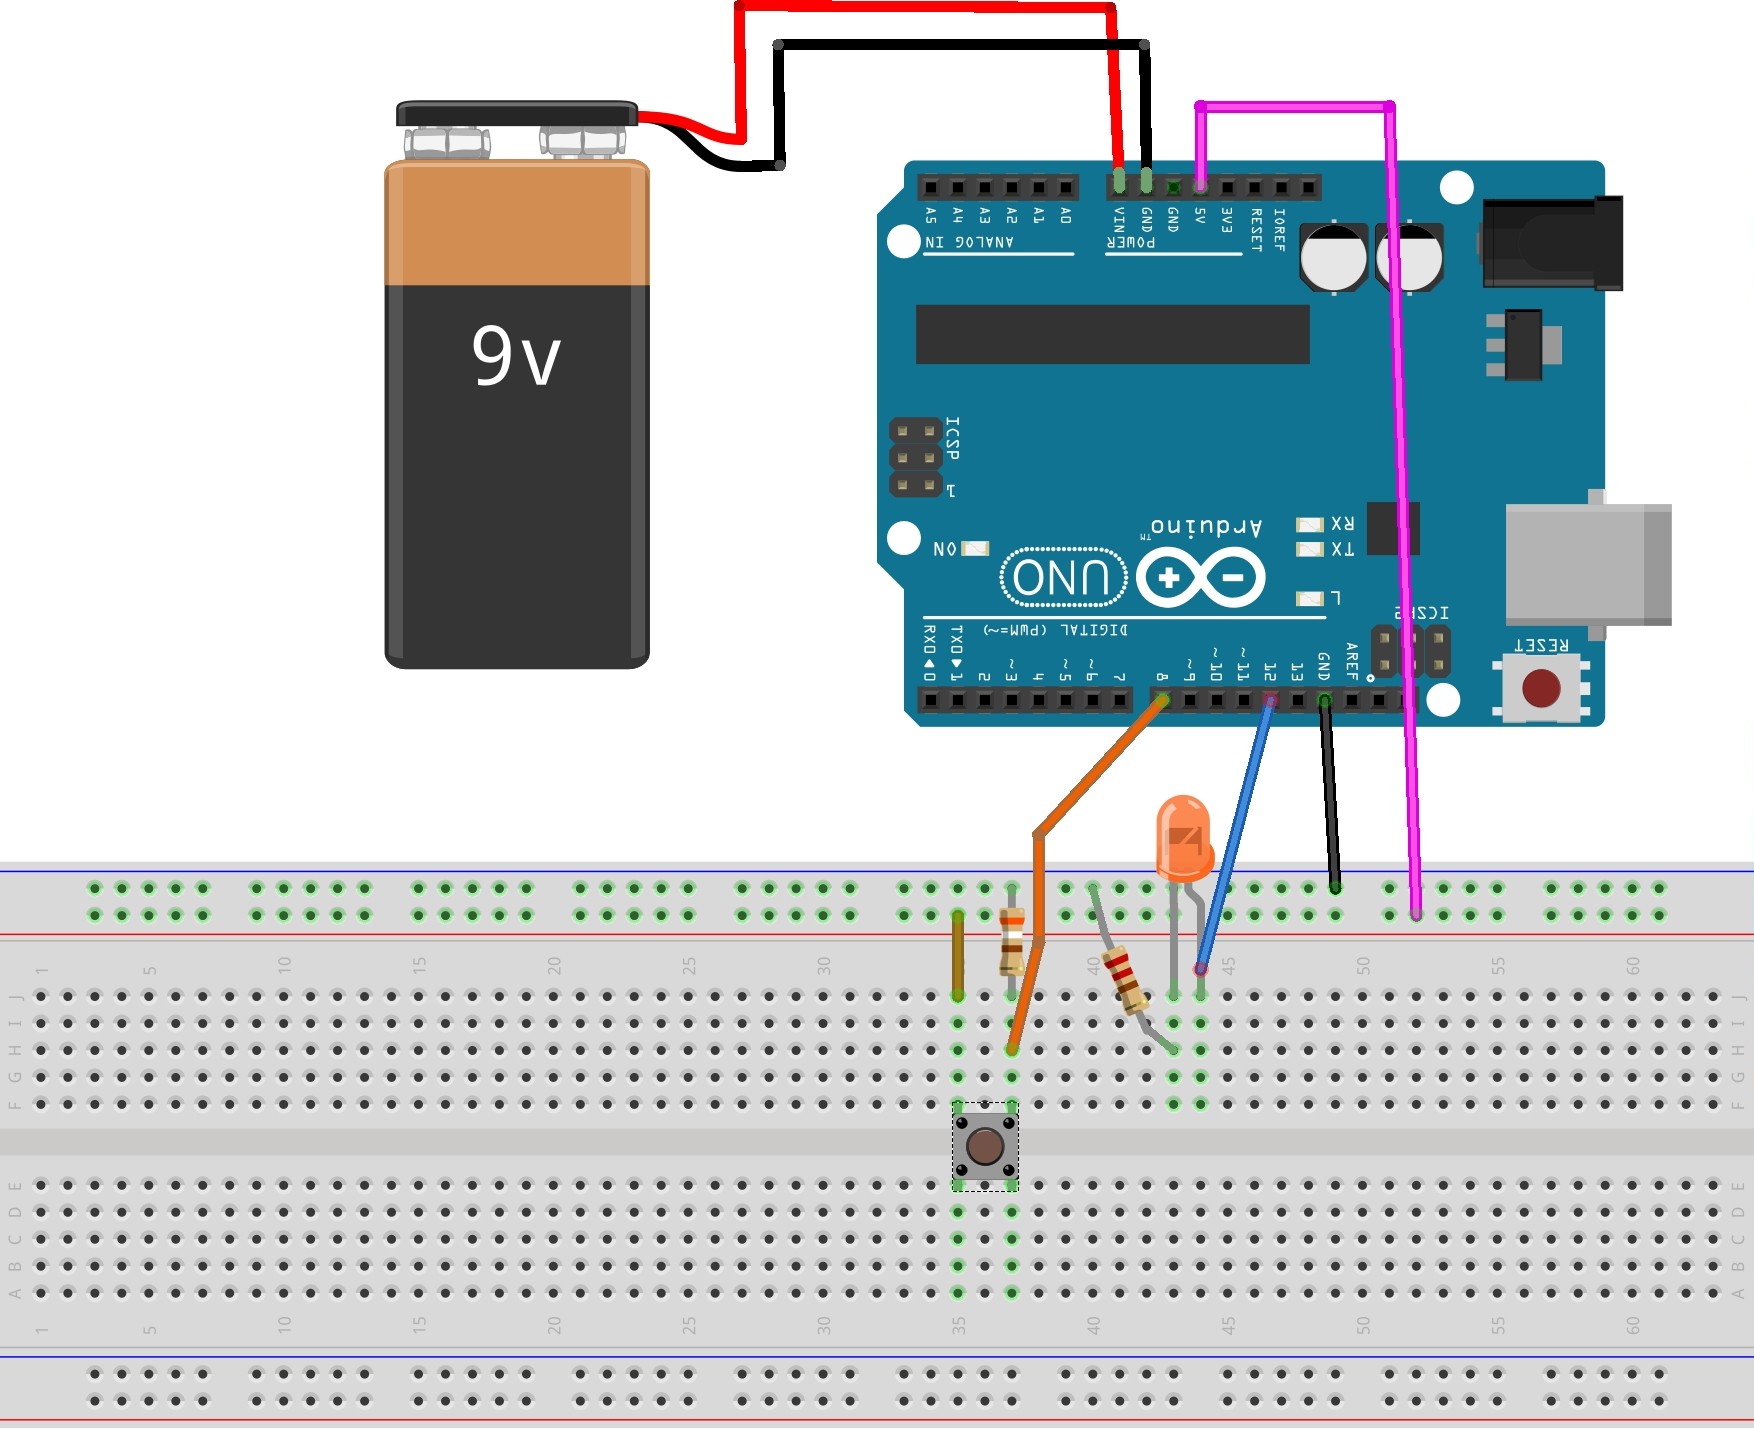 9v
A5 A4 A3 A2 A1 A0
ANALOG IN
VIN GND GND 5V 3V3 RESET IOREF
POWER
ICSP
1
ON
UNO
Arduino™
RX
TX
L
ICSP
RESET
DIGITAL (PWM=~)
RX0◀0 TX0▶1 2 ~3 4 ~5 ~6 7 8 ~9 ~10 ~11 12 13 GND AREF
1 5 10 15 20 25 30 40 45 50 55 60
J J
I I
H H
G G
F F
E E
D D
C C
B B
A A
1 5 10 15 20 25 30 35 40 45 50 55 60